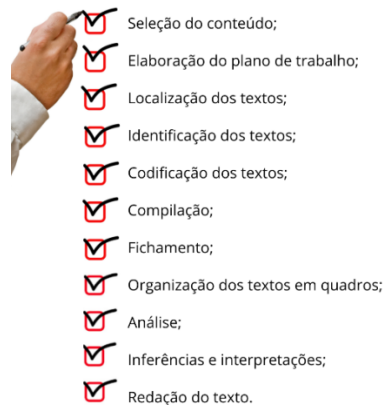 Seleção do conteúdo;
Elaboração do plano de trabalho;
Localização dos textos;
Identificação dos textos;
Codificação dos textos;
Compilação;
Fichamento;
Organização dos textos em quadros;
Análise;
Inferências e interpretações;
Redação do texto.